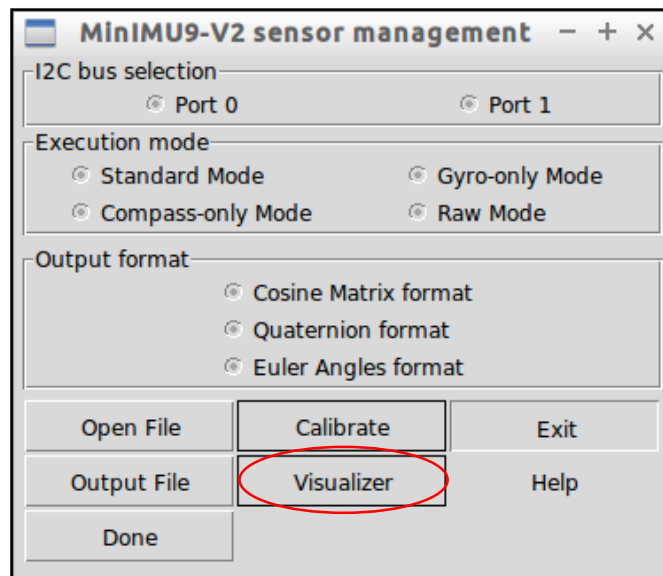 MinIMU9-V2 sensor management
I2C bus selection
Port 0 Port 1
Execution mode
Standard Mode Gyro-only Mode
Compass-only Mode Raw Mode
Output format
Cosine Matrix format
Quaternion format
Euler Angles format
Open File Calibrate Exit
Output File Visualizer Help
Done